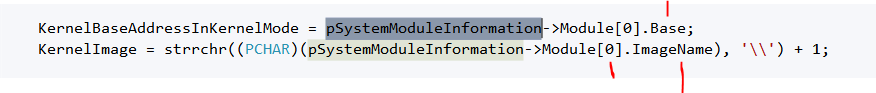 KernelBaseAddressInKernelMode = pSystemModuleInformation->Module[0].Base;
KernelImage = strrchr((PCHAR)(pSystemModuleInformation->Module[0].ImageName), '\\') + 1;